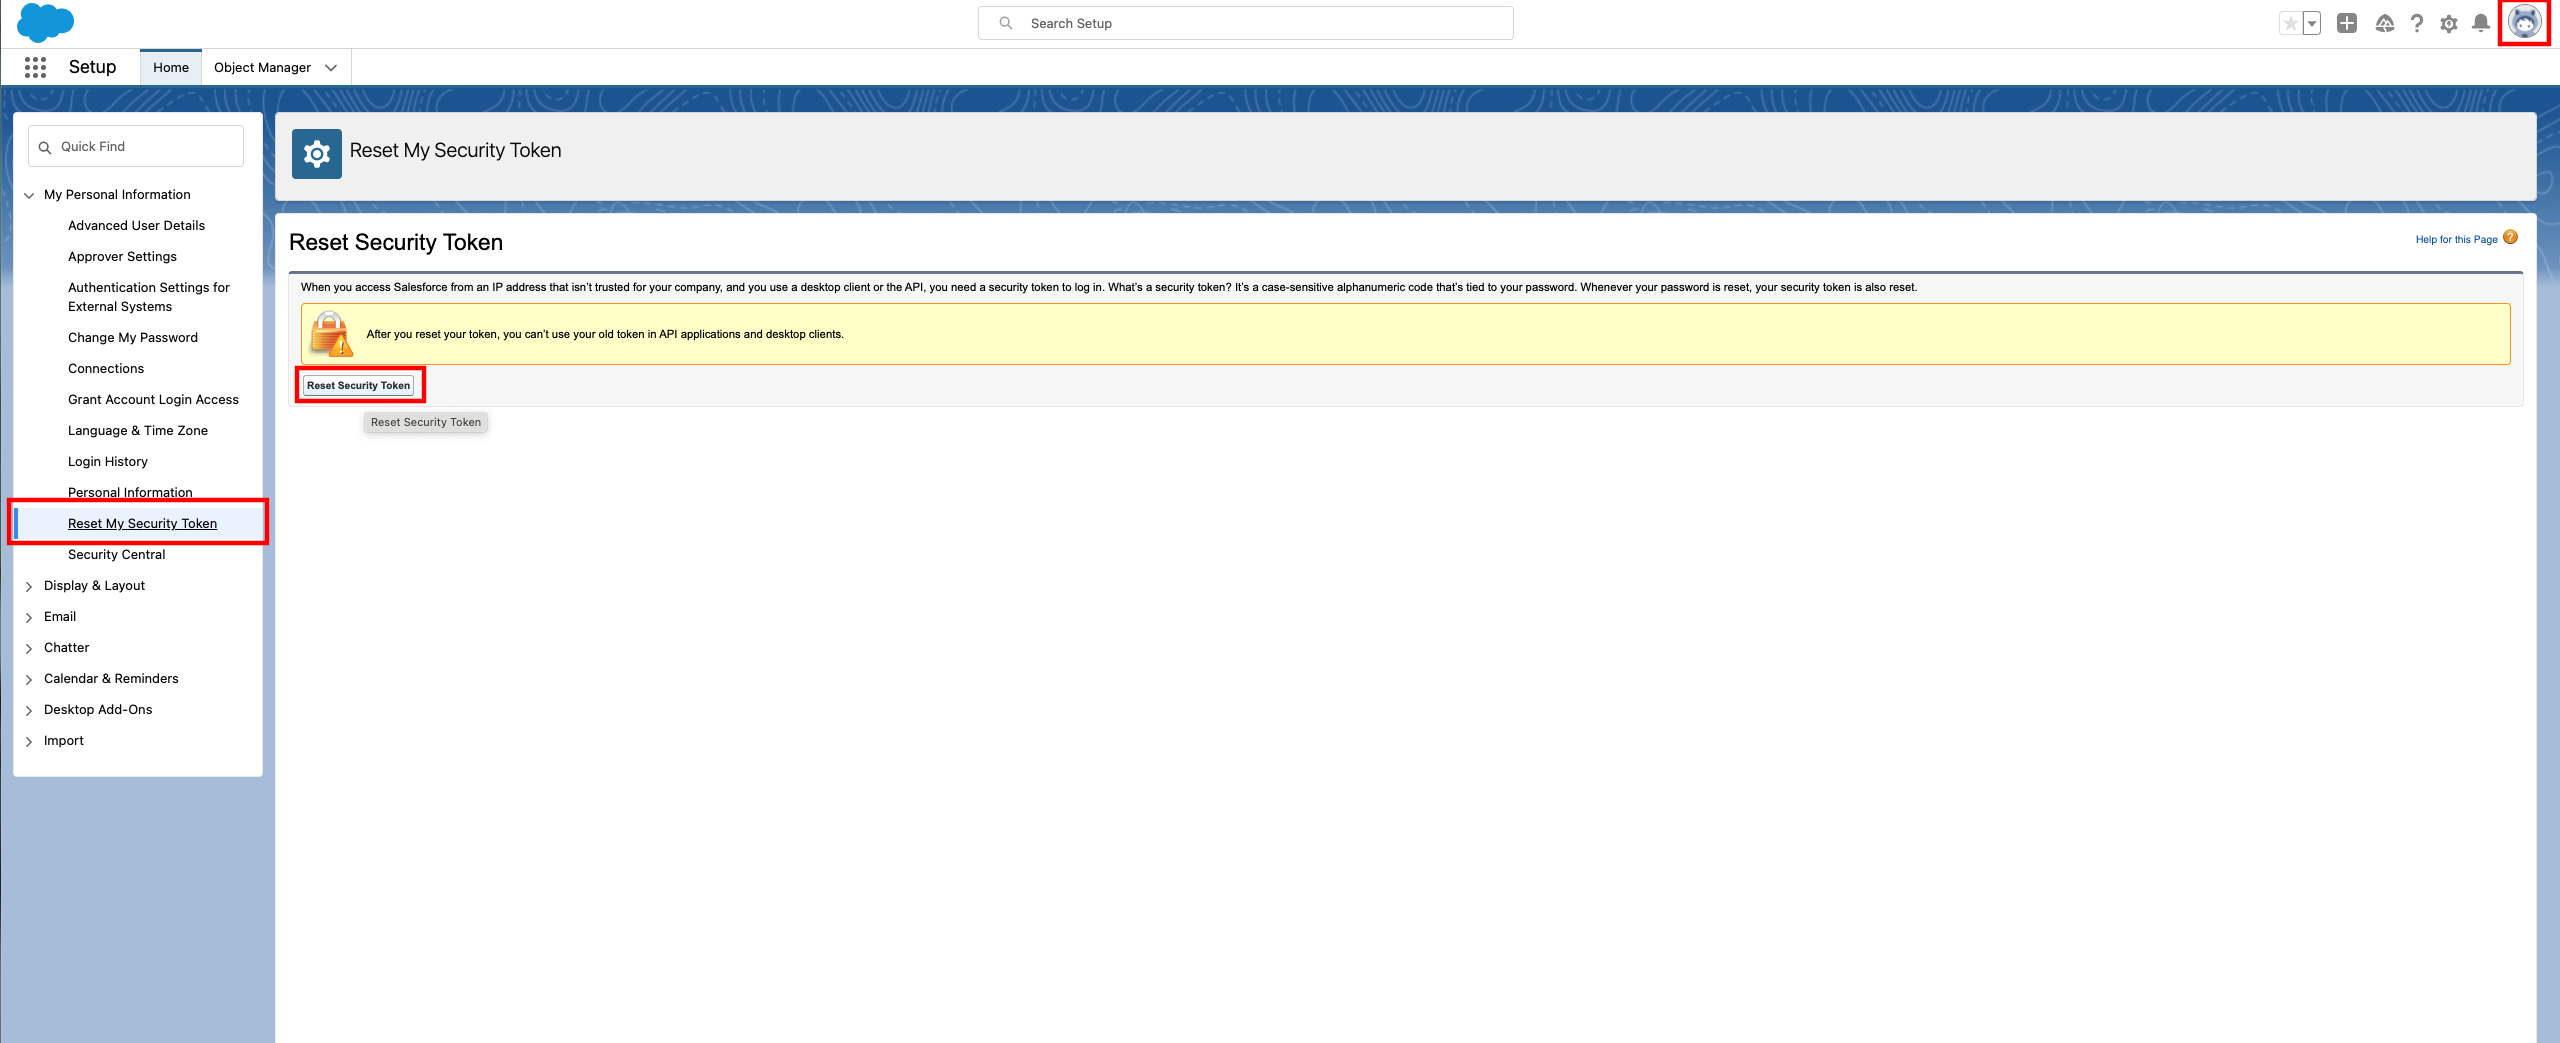 Search Setup
Setup
Home
Object Manager
Quick Find
My Personal Information
Advanced User Details
Approver Settings
Authentication Settings for
External Systems
Change My Password
Connections
Grant Account Login Access
Language & Time Zone
Login History
Personal Information
Reset My Security Token
Security Central
Display & Layout
Email
Chatter
Calendar & Reminders
Desktop Add-Ons
Import
Reset My Security Token
Reset Security Token
Help for this Page
When you access Salesforce from an IP address that isn't trusted for your company, and you use a desktop client or the API, you need a security token to log in. What's a security token? It's a case-sensitive alphanumeric code that's tied to your password. Whenever your password is reset, your security token is also reset.
After you reset your token, you can't use your old token in API applications and desktop clients.
Reset Security Token
Reset Security Token